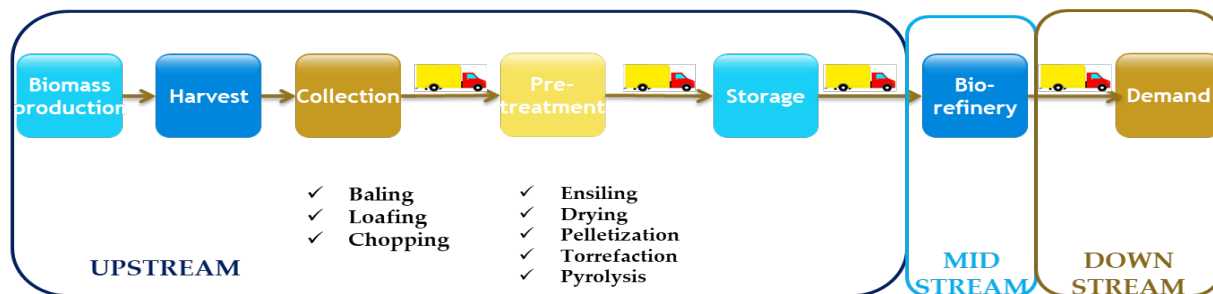 Biomass
production
Harvest
Collection
Pre-
treatment
Storage
Bio-
refinery
Demand
✓ Baling
✓ Loafing
✓ Chopping
✓ Ensiling
✓ Drying
✓ Pelletization
✓ Torrefaction
✓ Pyrolysis
UPSTREAM
MID
STREAM
DOWN
STREAM